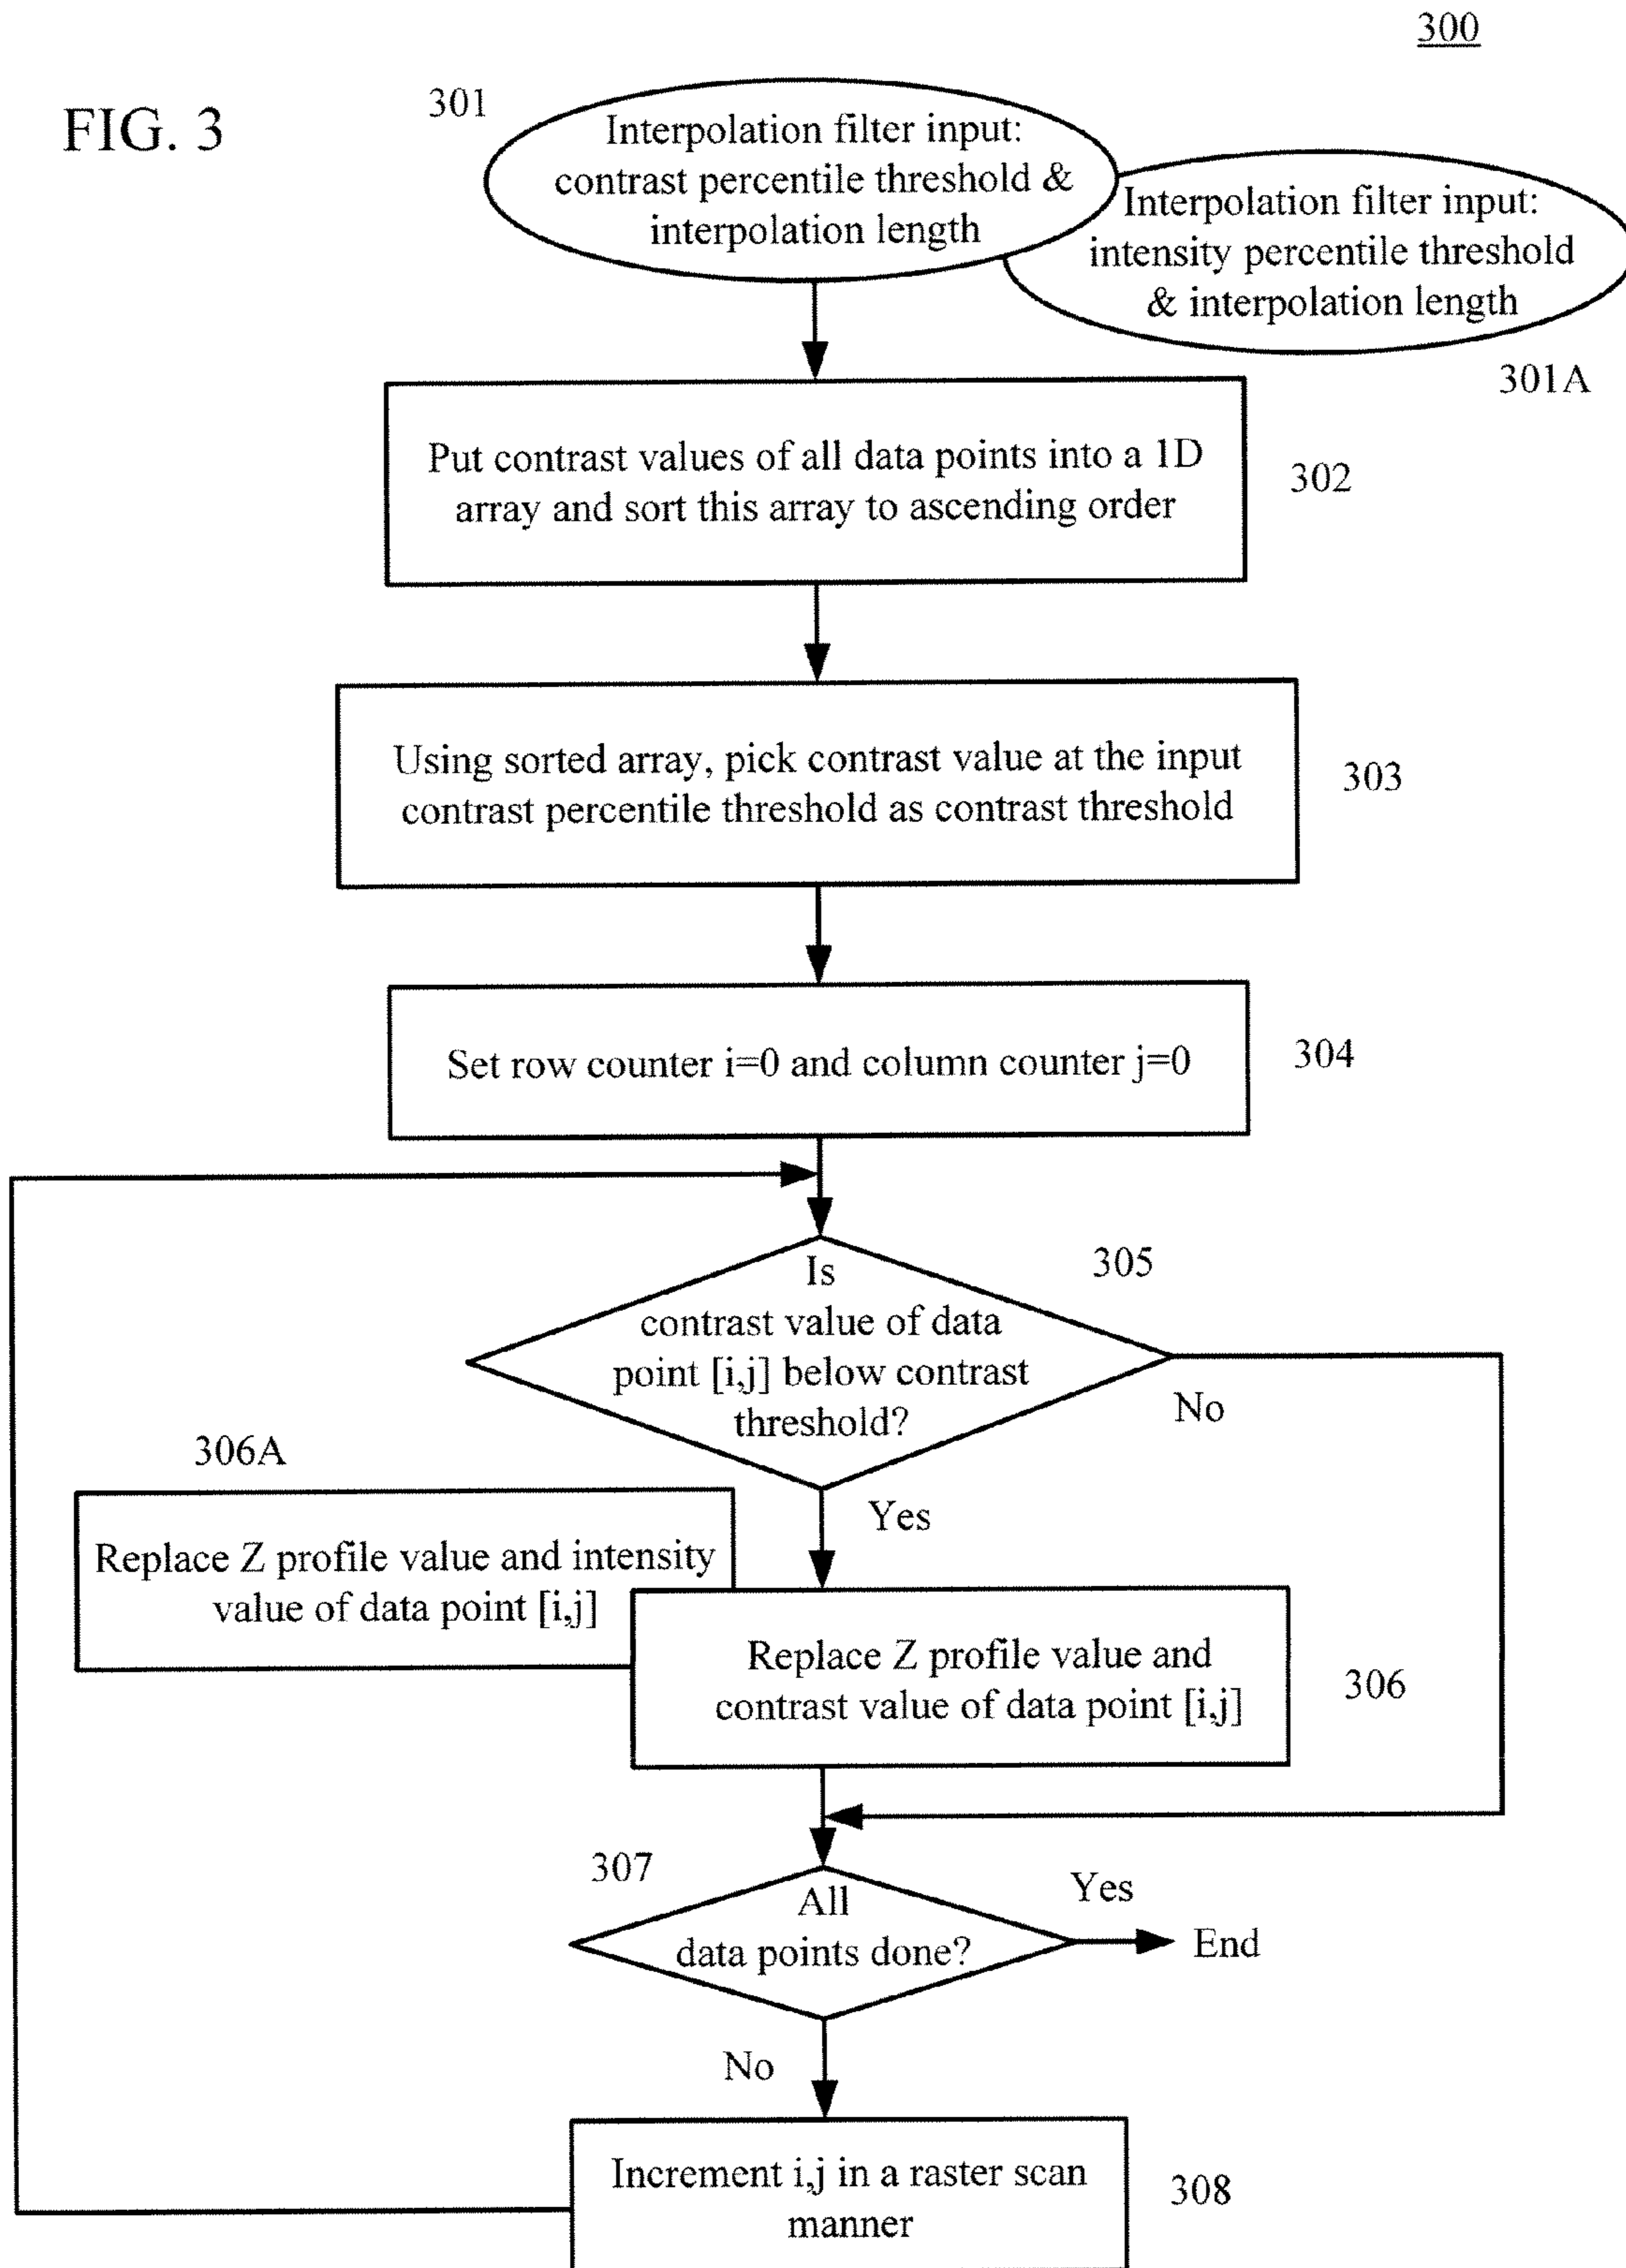 300
FIG. 3
301
Interpolation filter input:
contrast percentile threshold &
interpolation length
Interpolation filter input:
intensity percentile threshold
& interpolation length
301A
Put contrast values of all data points into a 1D
array and sort this array to ascending order
302
Using sorted array, pick contrast value at the input
contrast percentile threshold as contrast threshold
303
Set row counter i=0 and column counter j=0
304
305
Is
contrast value of data
point [i,j] below contrast
threshold?
No
Yes
306A
Replace Z profile value and intensity
value of data point [i,j]
Replace Z profile value and
contrast value of data point [i,j]
306
307
All
data points done?
Yes
End
No
Increment i,j in a raster scan
manner
308